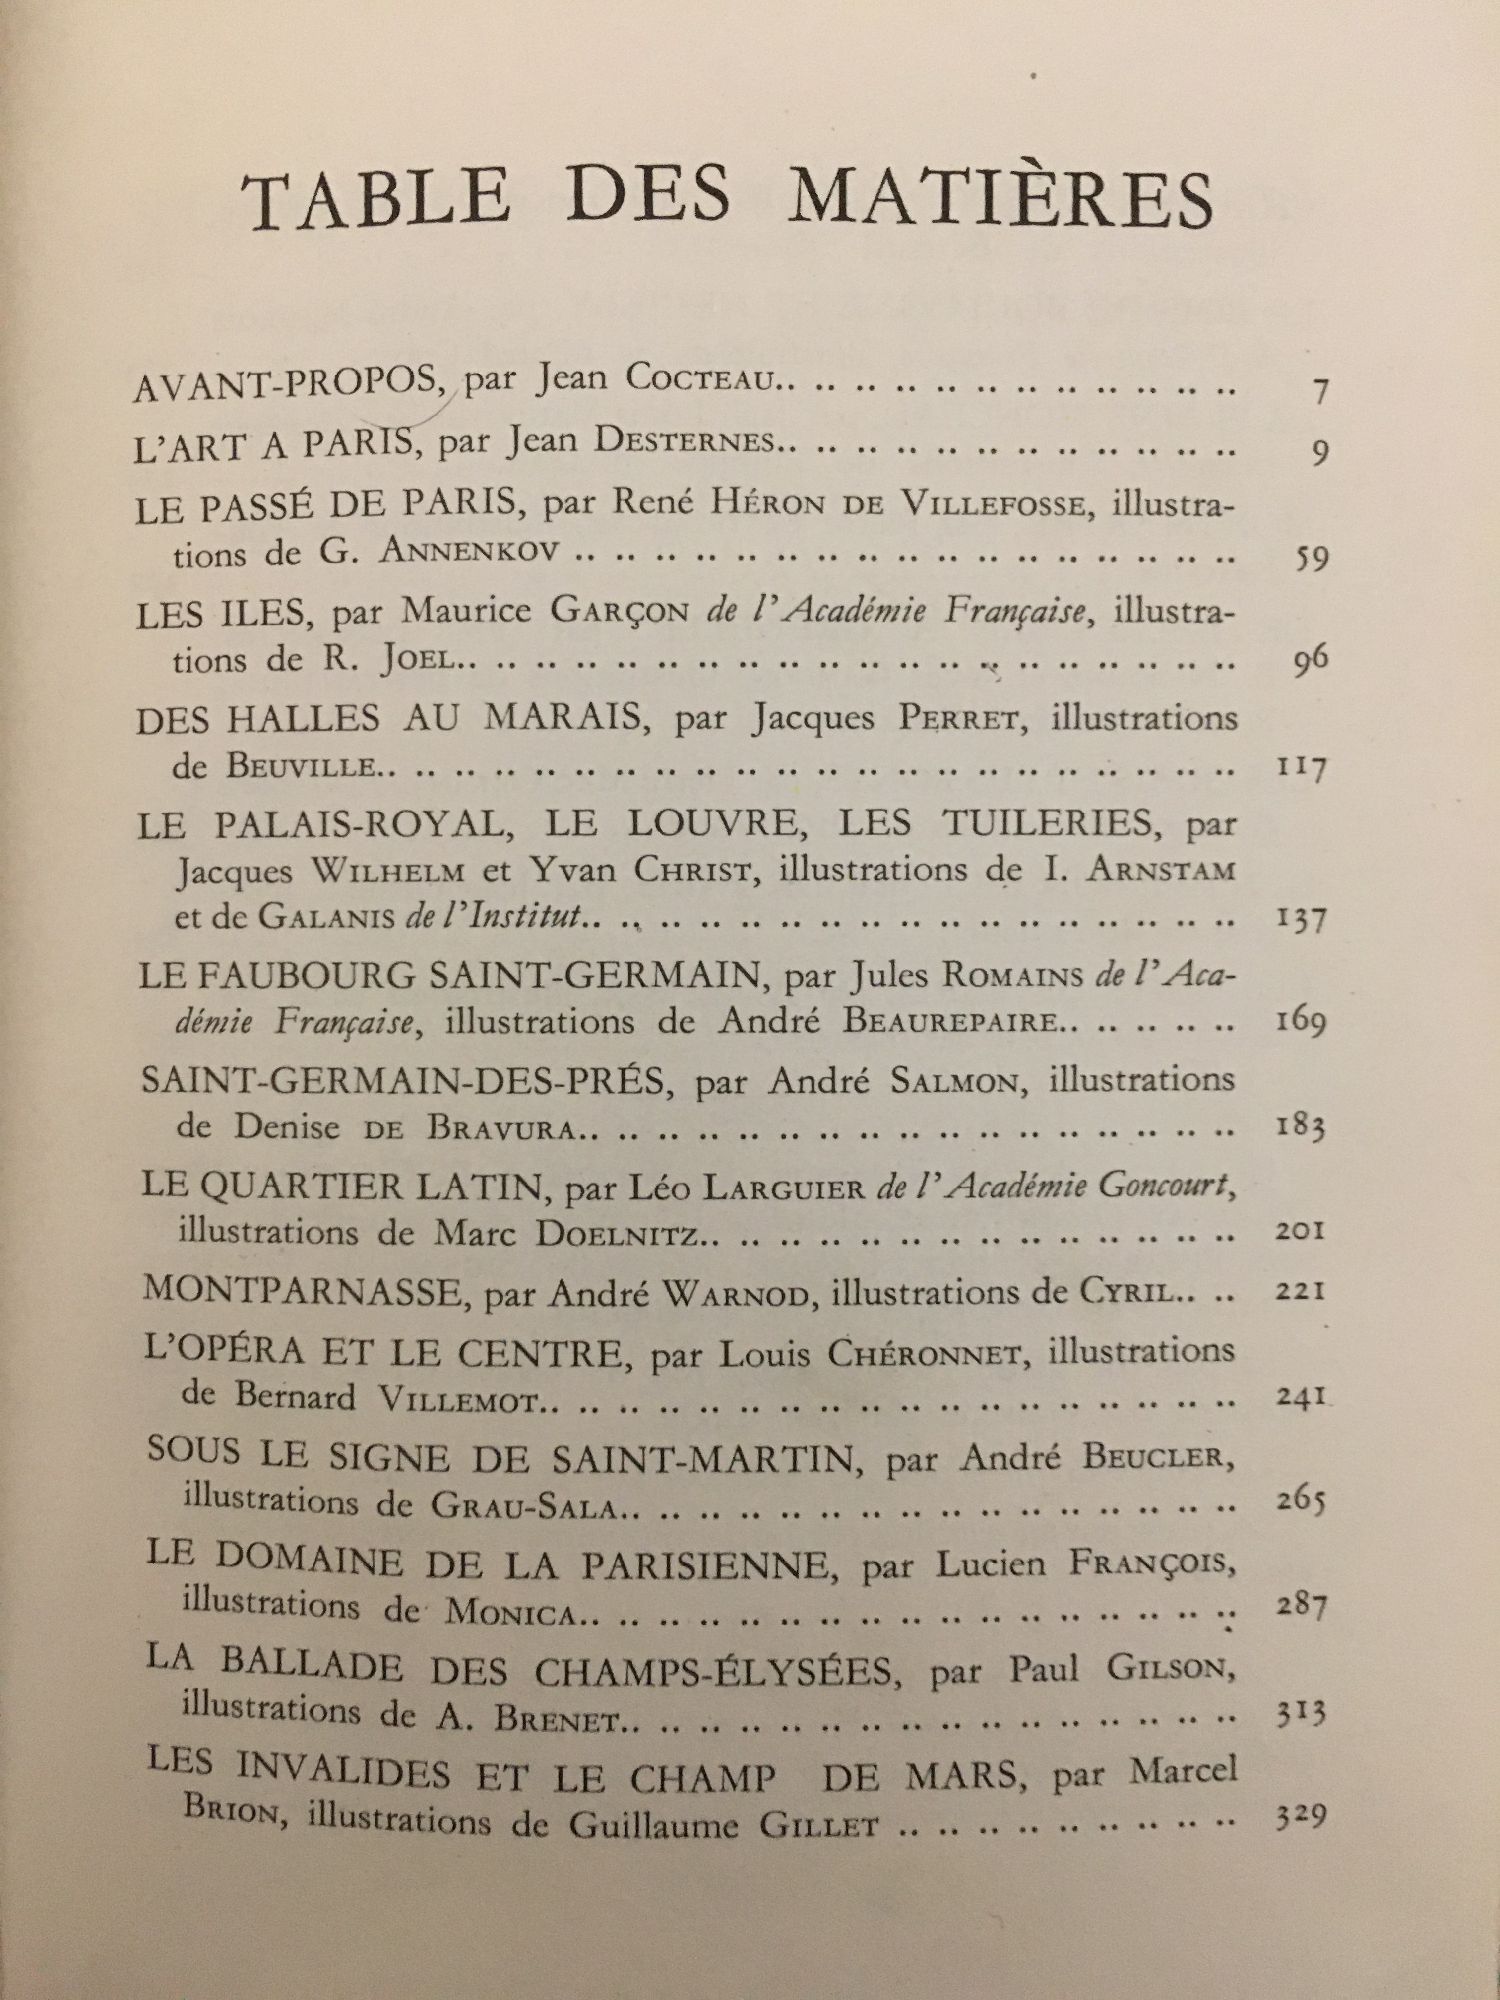 TABLE DES MATIÈRES
AVANT-PROPOS, par Jean COCTEAU.. .. .. .. .. .. .. .. .. .. .. .. 7
L'ART A PARIS, par Jean DESTERNES.. .. .. .. .. .. .. .. .. .. .. .. 9
LE PASSÉ DE PARIS, par René HÉRON DE VILLEFOSSE, illustra-
tions de G. ANNENKOV .. .. .. .. .. .. .. .. .. .. .. .. .. .. .. .. .. 59
LES ILES, par Maurice GARÇON de l'Académie Française, illustra-
tions de R. JOEL.. .. .. .. .. .. .. .. .. .. .. .. .. .. .. .. .. .. .. .. 96
DES HALLES AU MARAIS, par Jacques PERRET, illustrations
de BEUVILLE.. .. .. .. .. .. .. .. .. .. .. .. .. .. .. .. .. .. .. .. .. .. 117
LE PALAIS-ROYAL, LE LOUVRE, LES TUILERIES, par
Jacques WILHELM et Yvan CHRIST, illustrations de I. ARNSTAM
et de GALANIS de l'Institut.. .. .. .. .. .. .. .. .. .. .. .. .. .. .. .. .. 137
LE FAUBOURG SAINT-GERMAIN, par Jules ROMAINS de l'Aca-
démie Française, illustrations de André BEAUREPAIRE.. .. .. .. .. 169
SAINT-GERMAIN-DES-PRÉS, par André SALMON, illustrations
de Denise DE BRAVURA.. .. .. .. .. .. .. .. .. .. .. .. .. .. .. .. .. 183
LE QUARTIER LATIN, par Léo LARGUIER de l'Académie Goncourt,
illustrations de Marc DOELNITZ.. .. .. .. .. .. .. .. .. .. .. .. .. .. 201
MONTPARNASSE, par André WARNOD, illustrations de CYRIL.. .. 221
L'OPÉRA ET LE CENTRE, par Louis CHÉRONNET, illustrations
de Bernard VILLEMOT.. .. .. .. .. .. .. .. .. .. .. .. .. .. .. .. .. .. 241
SOUS LE SIGNE DE SAINT-MARTIN, par André BEUCLER,
illustrations de GRAU-SALA.. .. .. .. .. .. .. .. .. .. .. .. .. .. .. .. 265
LE DOMAINE DE LA PARISIENNE, par Lucien FRANÇOIS,
illustrations de MONICA.. .. .. .. .. .. .. .. .. .. .. .. .. .. .. .. .. 287
LA BALLADE DES CHAMPS-ÉLYSÉES, par Paul GILSON,
illustrations de A. BRENET.. .. .. .. .. .. .. .. .. .. .. .. .. .. .. .. 313
LES INVALIDES ET LE CHAMP DE MARS, par Marcel
BRION, illustrations de Guillaume GILLET .. .. .. .. .. .. .. .. .. 329